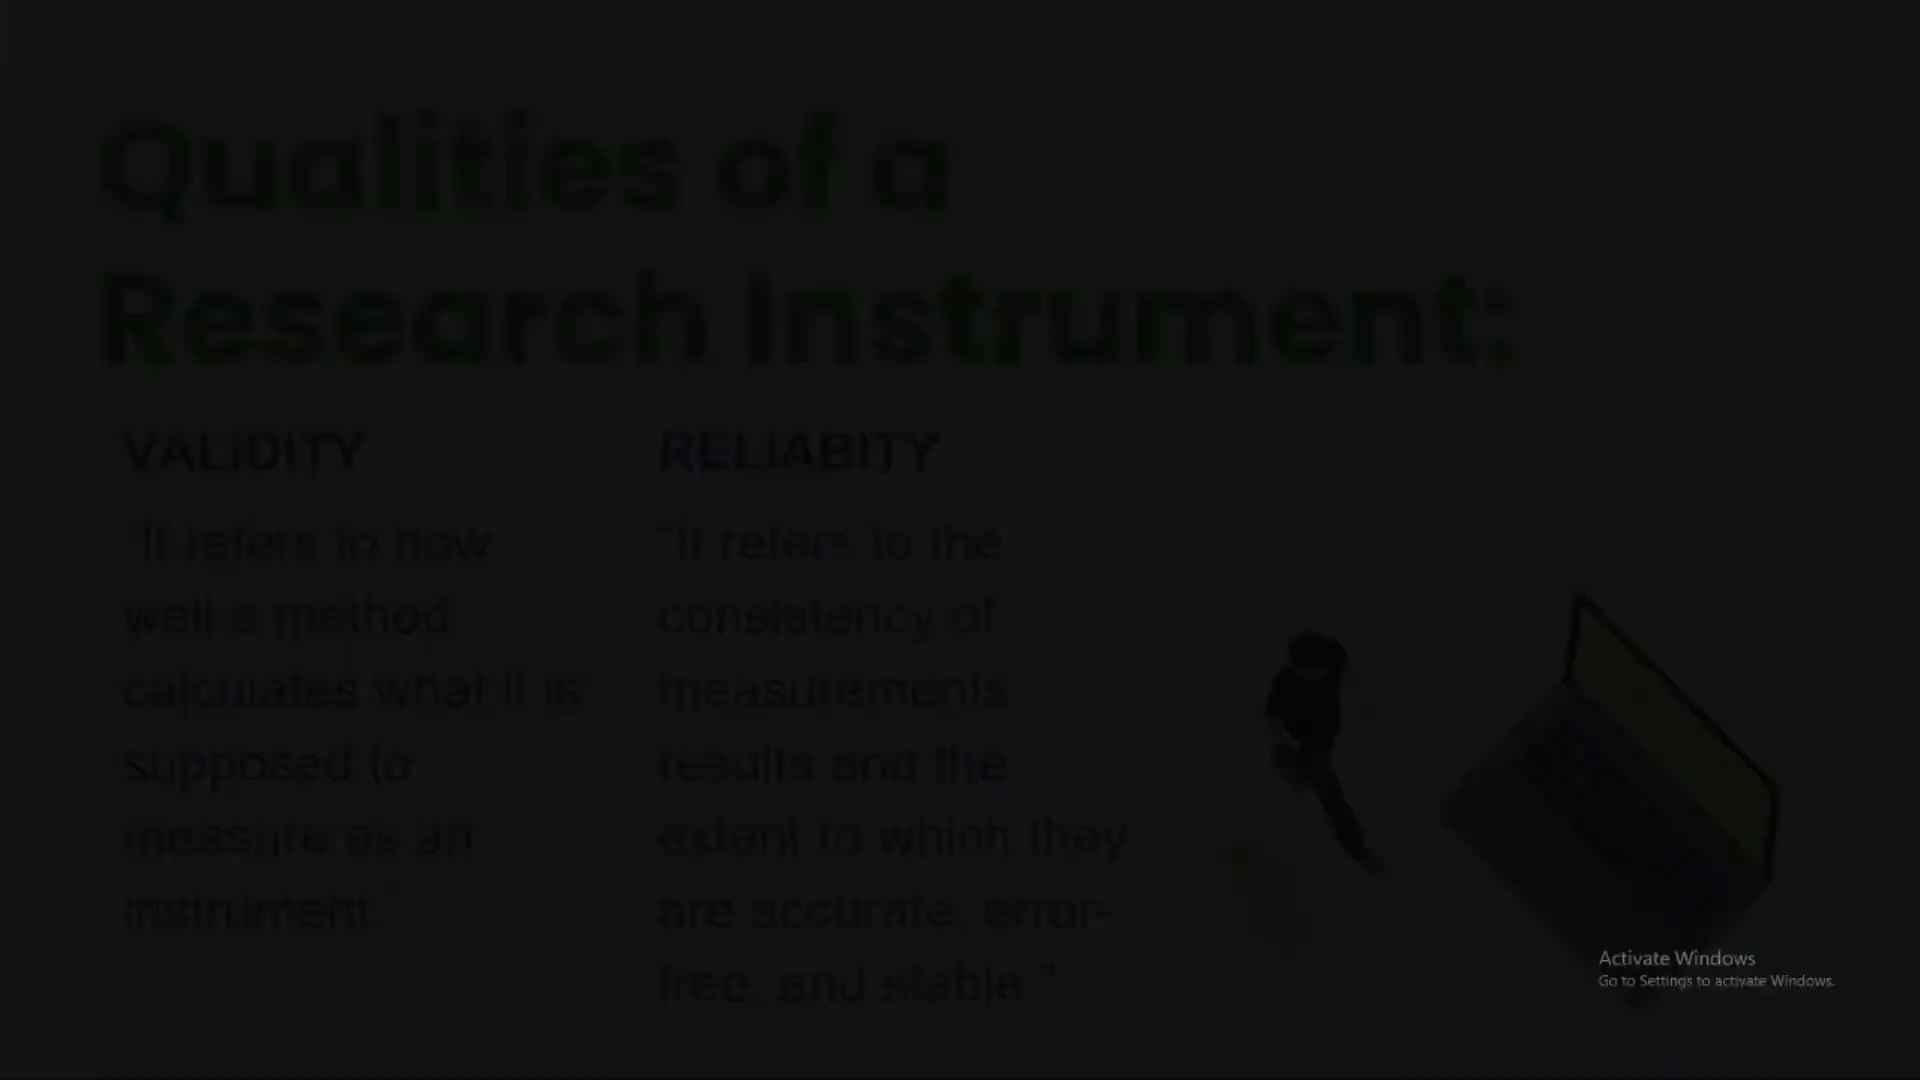 Qualities of a
Research Instrument:
VALIDITY
"It refers to how
well a method
calculates what it is
supposed to
measure as an
instrument.
RELIABITY
"It refers to the
consistency of
measurements
results and the
extent to which they
are accurate, error-
free, and stable."
Activate Windows
Go to Settings to activate Windows.